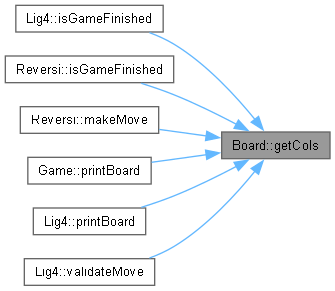 Lig4::isGameFinished
Reversi::isGameFinished
Reversi::makeMove
Board::getCols
Game::printBoard
Lig4::printBoard
Lig4::validateMove